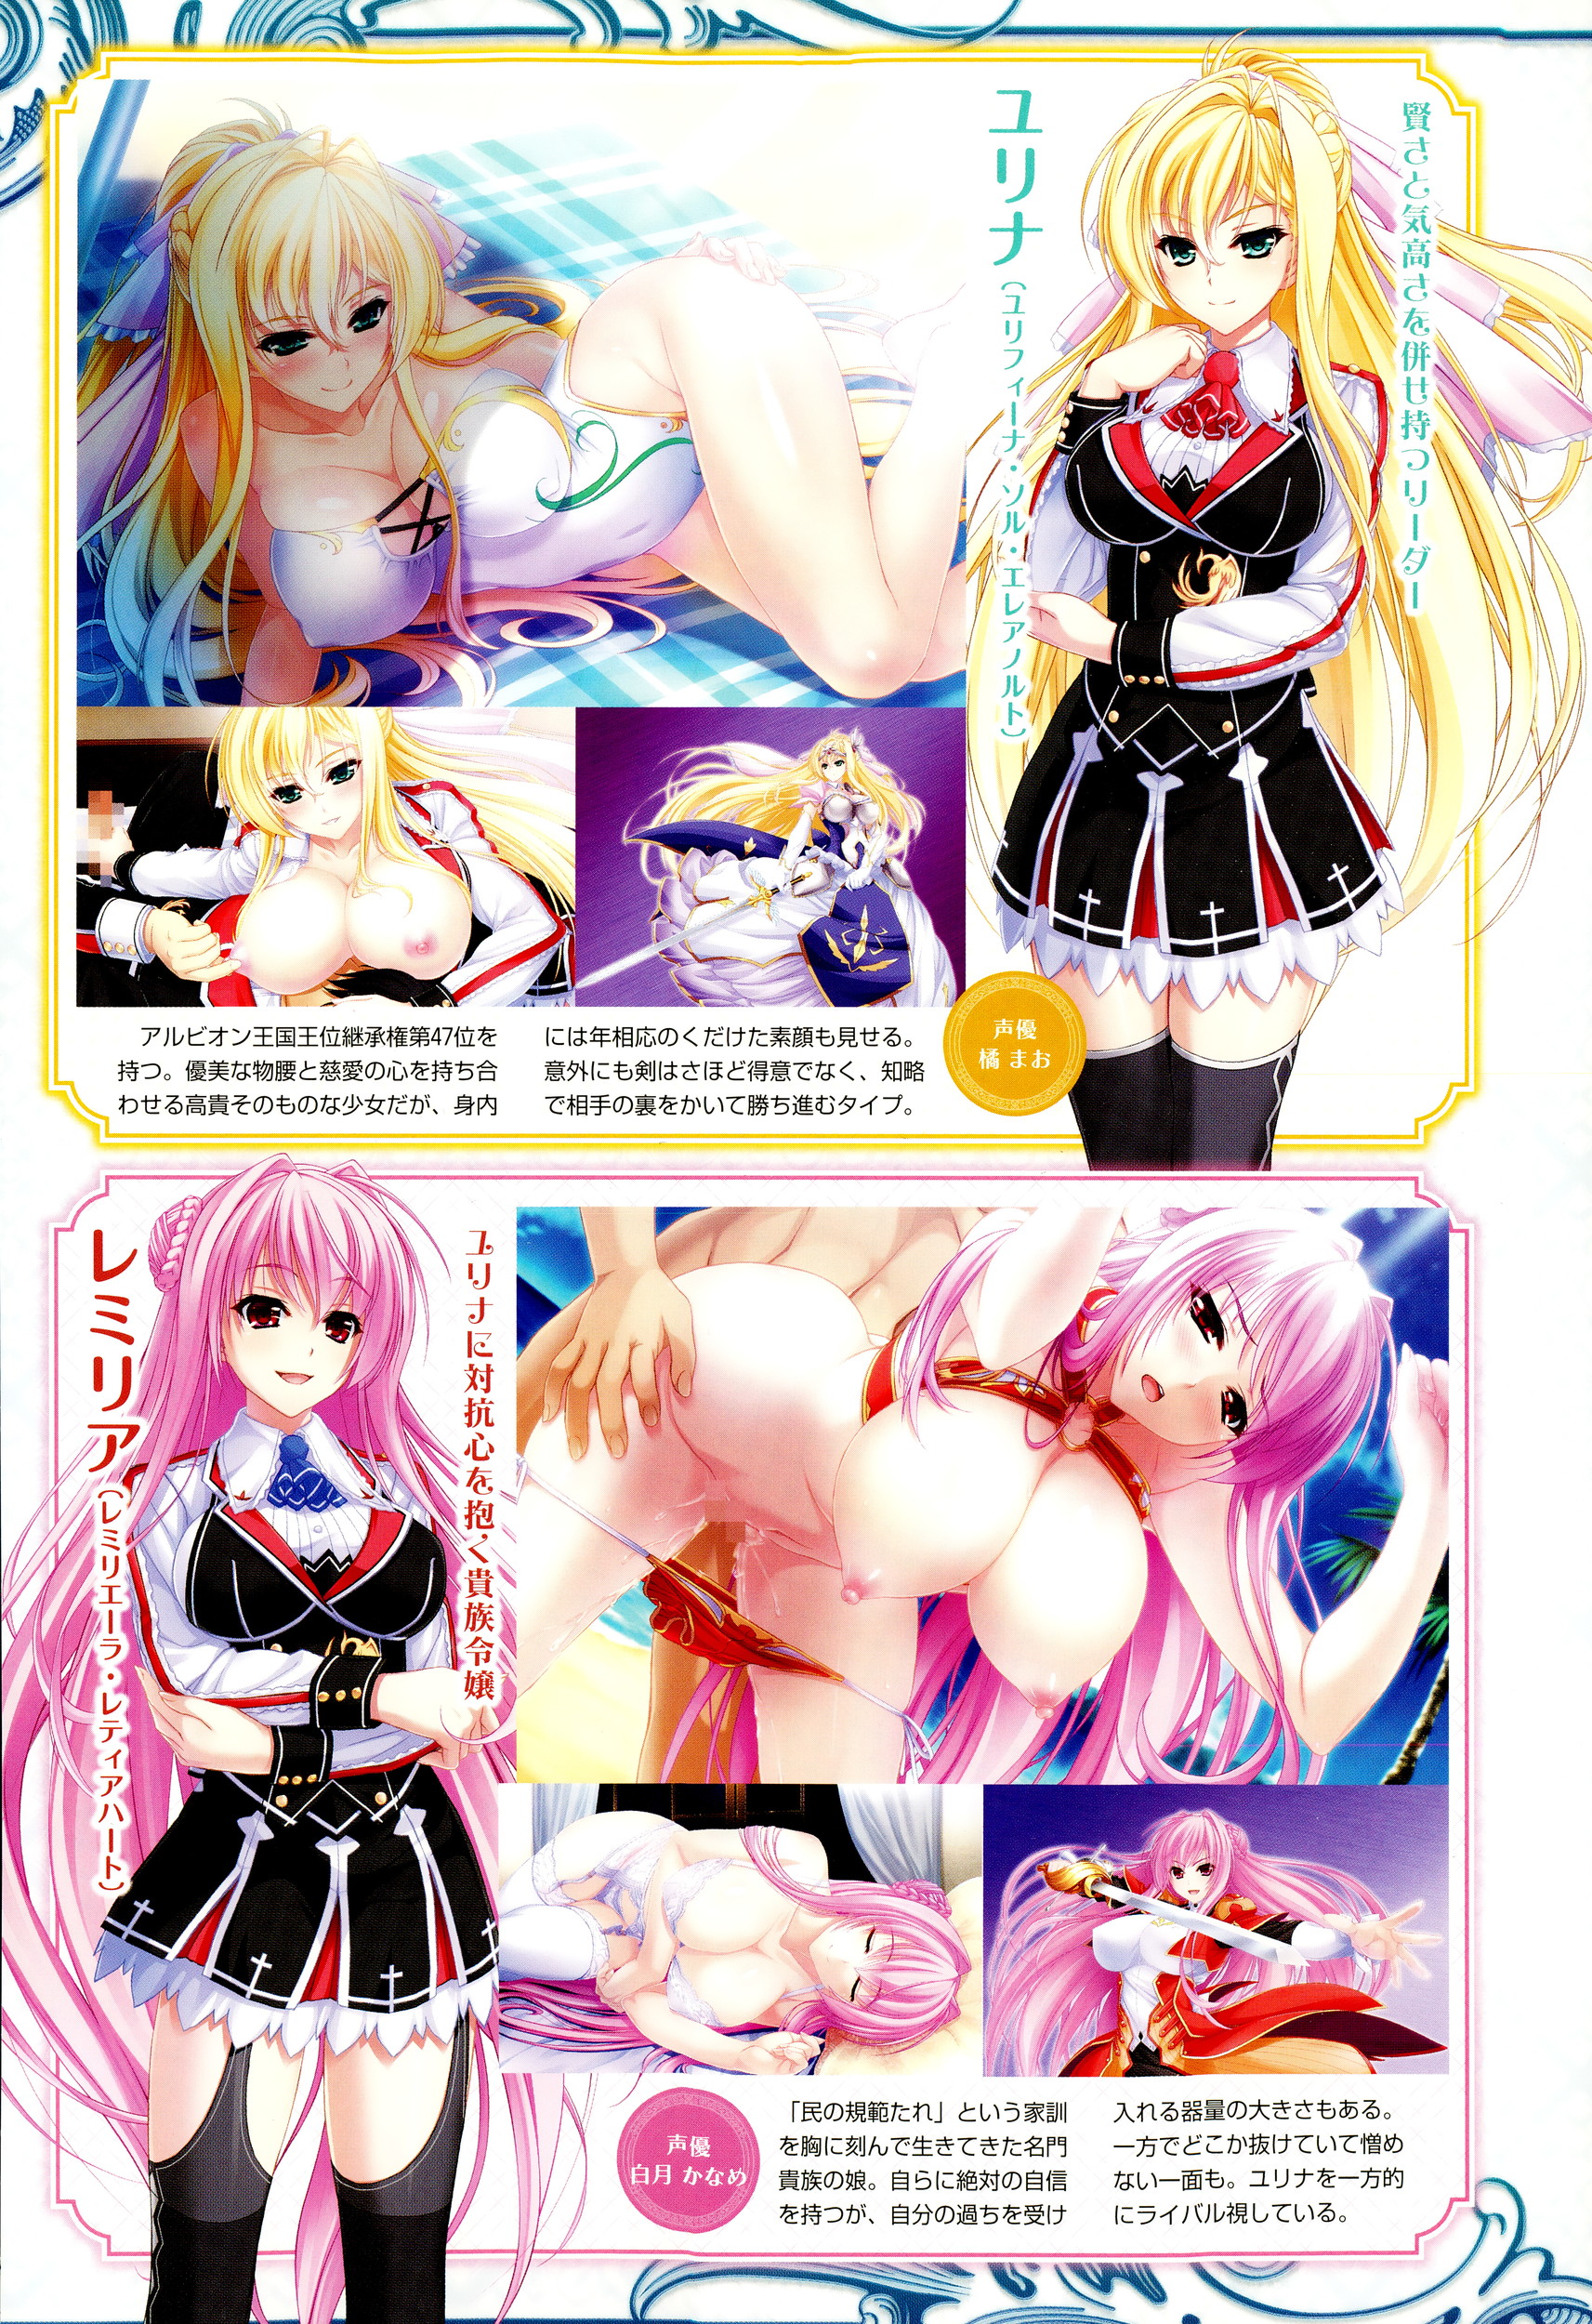 賢さと気高さを併せ持つリーダー
ユリナ(ユリフィーナ・ソル・エレアノルト)
アルビオン王国王位継承権第47位を
持つ。優美な物腰と慈愛の心を持ち合
わせる高貴そのものな少女だが、身内
には年相応のくだけた素顔も見せる。
意外にも剣はさほど得意でなく、知略
で相手の裏をかいて勝ち進むタイプ。
声優
橘 まお
ユリナに対抗心を抱く貴族令嬢
レミリア(レミリエーラ・レティアハート)
声優
白月 かなめ
「民の規範たれ」という家訓
を胸に刻んで生きてきた名門
貴族の娘。自らに絶対の自信
を持つが、自分の過ちを受け
入れる器量の大きさもある。
一方でどこか抜けていて憎め
ない一面も。ユリナを一方的
にライバル視している。